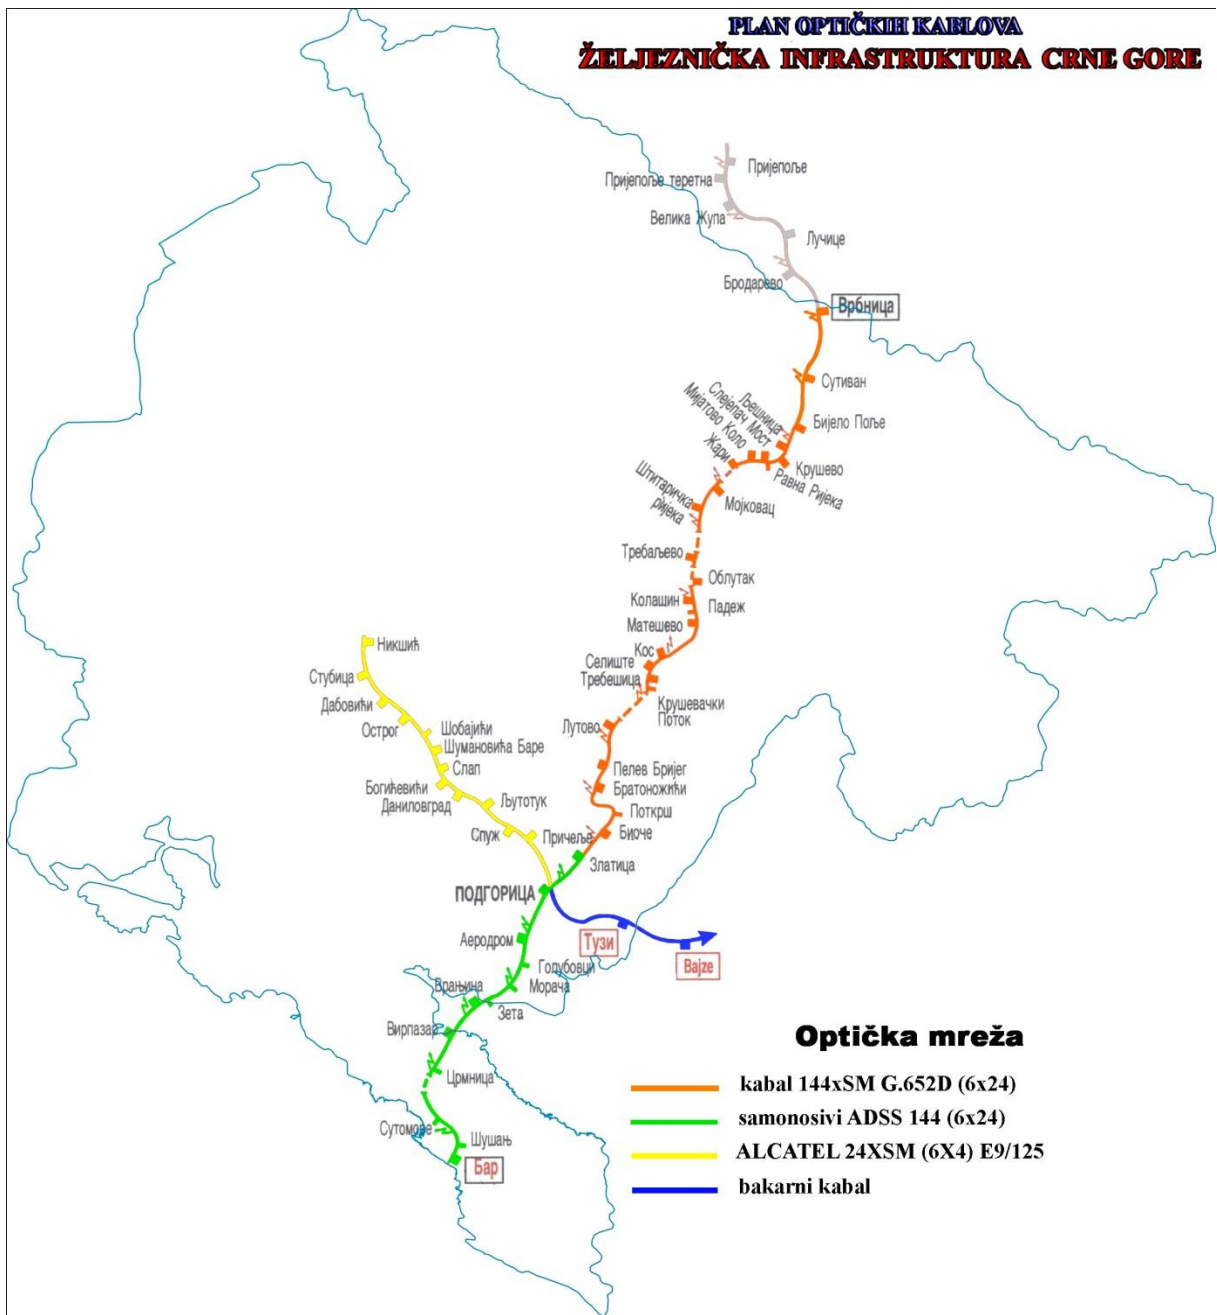 PLAN OPTIČKIH KABLOVA
ŽELJEZNIČKA INFRASTRUKTURA CRNE GORE
Пријепоље
Пријепоље теретна
Велика Жупа
Лучице
Бродарево
Врбница
Сутиван
Бијело Поље
Љешница
Слејепач Мост
Мијатово Коло
Жари
Крушево
Равна Ријека
Мојковац
Штитаричка
ријека
Требаљево
Облутак
Колашин
Падеж
Матешево
Кос
Селиште
Требешица
Крушевачки
Поток
Лутово
Пелев Бријег
Братоножићи
Поткрш
Биоче
Златица
Никшић
Стубица
Дабовићи
Острог
Шобајићи
Шумановића Баре
Слап
Богићевићи
Даниловград
Љутотук
Спуж
Причеље
ПОДГОРИЦА
Тузи
Bajze
Аеродром
Голубовци
Морача
Врањина
Зета
Вирпазар
Црмница
Сутоморе
Шушањ
Бар
Optička mreža
kabal 144xSM G.652D (6x24)
samonosivi ADSS 144 (6x24)
ALCATEL 24XSM (6X4) E9/125
bakarni kabal